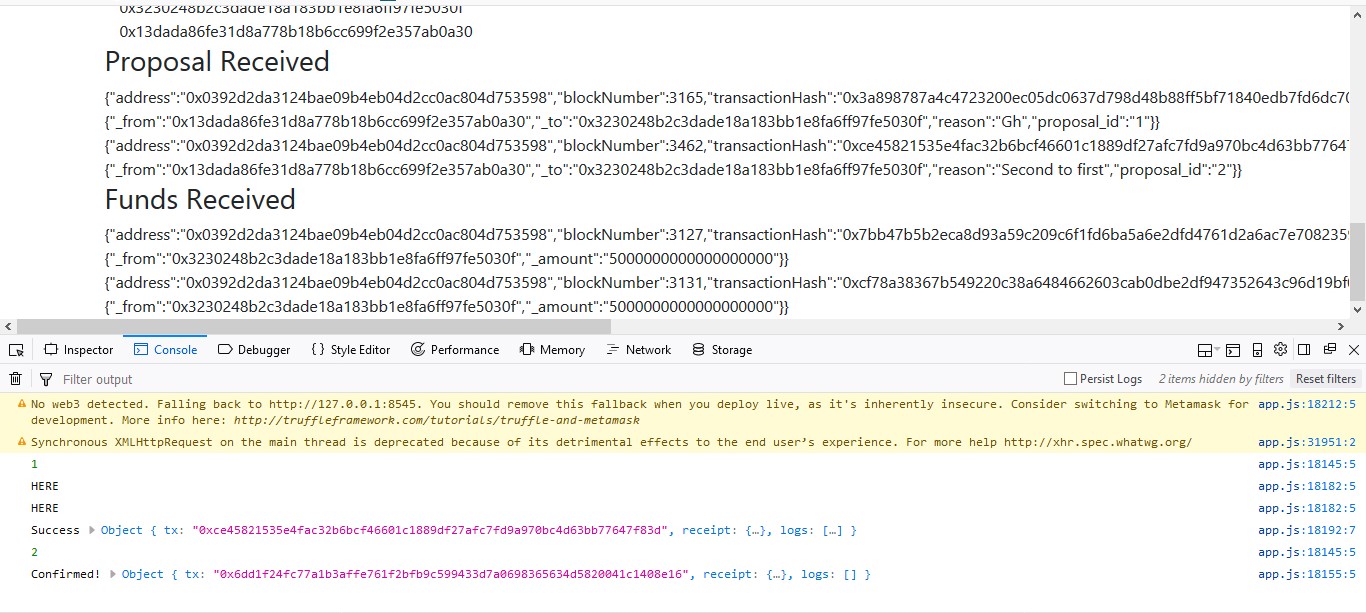 0x3230248b2c3dade18a183bb1e8fa6ff97fe5030f
0x13dada86fe31d8a778b18b6cc699f2e357ab0a30
Proposal Received
{"address":"0x0392d2da3124bae09b4eb04d2cc0ac804d753598","blockNumber":3165,"transactionHash":"0x3a898787a4c4723200ec05dc0637d798d48b88ff5bf71840edb7fd6dc70
{"_from":"0x13dada86fe31d8a778b18b6cc699f2e357ab0a30","_to":"0x3230248b2c3dade18a183bb1e8fa6ff97fe5030f","reason":"Gh","proposal_id":"1"}}
{"address":"0x0392d2da3124bae09b4eb04d2cc0ac804d753598","blockNumber":3462,"transactionHash":"0xce45821535e4fac32b6bcf46601c1889df27afc7fd9a970bc4d63bb77647
{"_from":"0x13dada86fe31d8a778b18b6cc699f2e357ab0a30","_to":"0x3230248b2c3dade18a183bb1e8fa6ff97fe5030f","reason":"Second to first","proposal_id":"2"}}
Funds Received
{"address":"0x0392d2da3124bae09b4eb04d2cc0ac804d753598","blockNumber":3127,"transactionHash":"0x7bb47b5b2eca8d93a59c209c6f1fd6ba5a6e2dfd4761d2a6ac7e7082359
{"_from":"0x3230248b2c3dade18a183bb1e8fa6ff97fe5030f","_amount":"5000000000000000000"}}
{"address":"0x0392d2da3124bae09b4eb04d2cc0ac804d753598","blockNumber":3131,"transactionHash":"0xcf78a38367b549220c38a6484662603cab0dbe2df947352643c96d19bf
{"_from":"0x3230248b2c3dade18a183bb1e8fa6ff97fe5030f","_amount":"5000000000000000000"}}
Inspector Console Debugger {} Style Editor Performance Memory Network Storage
Filter output Persist Logs 2 items hidden by filters Reset filters
No web3 detected. Falling back to http://127.0.0.1:8545. You should remove this fallback when you deploy live, as it's inherently insecure. Consider switching to Metamask for app.js:18212:5
development. More info here: http://truffleframework.com/tutorials/truffle-and-metamask
Synchronous XMLHttpRequest on the main thread is deprecated because of its detrimental effects to the end user’s experience. For more help http://xhr.spec.whatwg.org/ app.js:31951:2
1 app.js:18145:5
HERE app.js:18182:5
HERE app.js:18182:5
Success Object { tx: "0xce45821535e4fac32b6bcf46601c1889df27afc7fd9a970bc4d63bb77647f83d", receipt: {…}, logs: […] } app.js:18192:7
2 app.js:18145:5
Confirmed! Object { tx: "0x6dd1f24fc77a1b3affe761f2bfb9c599433d7a0698365634d5820041c1408e16", receipt: {…}, logs: [] } app.js:18155:5